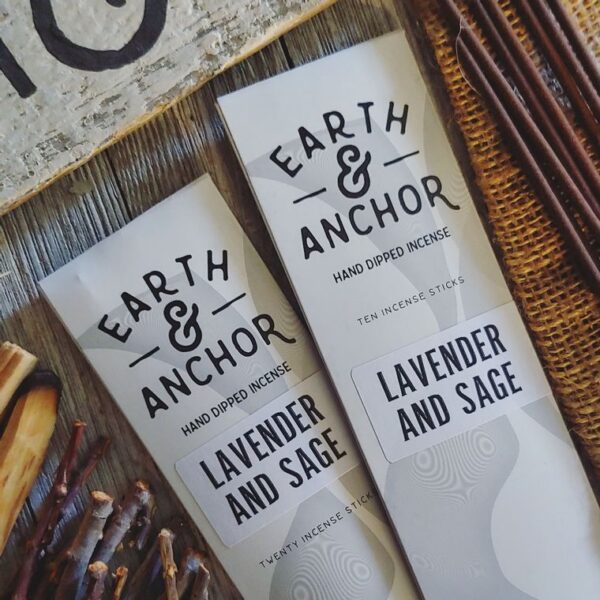 EARTH
&
ANCHOR
HAND DIPPED INCENSE
LAVENDER
AND SAGE
TWENTY INCENSE STICKS
EARTH
&
ANCHOR
HAND DIPPED INCENSE
TEN INCENSE STICKS
LAVENDER
AND SAGE